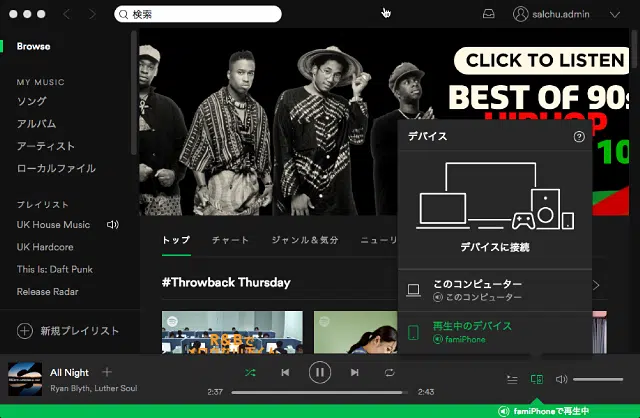 検索
salchu.admin
Browse
MY MUSIC
ソング
アルバム
アーティスト
ローカルファイル
プレイリスト
UK House Music
UK Hardcore
This Is: Daft Punk
Release Radar
新規プレイリスト
CLICK TO LISTEN
BEST OF 90s
HIPHOP
10
トップ
チャート
ジャンル＆気分
ニューリ
#Throwback Thursday
デバイス
?
デバイスに接続
このコンピューター
このコンピューター
再生中のデバイス
famiPhone
All Night
Ryan Blyth, Luther Soul
2:37
2:43
famiPhoneで再生中